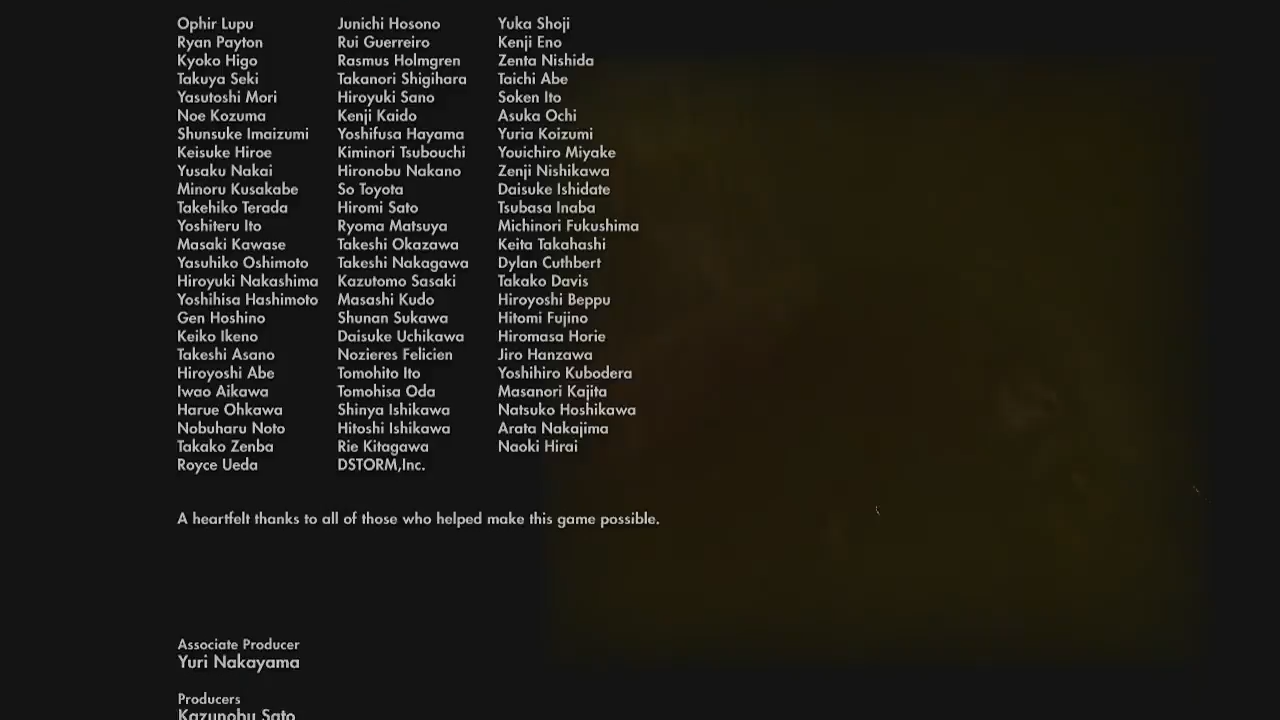 Ophir Lupu Junichi Hosono Yuka Shoji
Ryan Payton Rui Guerreiro Kenji Eno
Kyoko Higo Rasmus Holmgren Zenta Nishida
Takuya Seki Takanori Shigihara Taichi Abe
Yasutoshi Mori Hiroyuki Sano Soken Ito
Noe Kozuma Kenji Kaido Asuka Ochi
Shunsuke Imaizumi Yoshifusa Hayama Yuria Koizumi
Keisuke Hiroe Kiminori Tsubouchi Youichiro Miyake
Yusaku Nakai Hironobu Nakano Zenji Nishikawa
Minoru Kusakabe So Toyota Daisuke Ishidate
Takehiko Terada Hiromi Sato Tsubasa Inaba
Yoshiteru Ito Ryoma Matsuya Michinori Fukushima
Masaki Kawase Takeshi Okazawa Keita Takahashi
Yasuhiko Oshimoto Takeshi Nakagawa Dylan Cuthbert
Hiroyuki Nakashima Kazutomo Sasaki Takako Davis
Yoshihisa Hashimoto Masashi Kudo Hiroyoshi Beppu
Gen Hoshino Shunan Sukawa Hitomi Fujino
Keiko Ikeno Daisuke Uchikawa Hiromasa Horie
Takeshi Asano Nozieres Felicien Jiro Hanzawa
Hiroyoshi Abe Tomohito Ito Yoshihiro Kubodera
Iwao Aikawa Tomohisa Oda Masanori Kajita
Harue Ohkawa Shinya Ishikawa Natsuko Hoshikawa
Nobuharu Noto Hitoshi Ishikawa Arata Nakajima
Takako Zenba Rie Kitagawa Naoki Hirai
Royce Ueda DSTORM,Inc.
A heartfelt thanks to all of those who helped make this game possible.
Associate Producer
Yuri Nakayama
Producers
Kazunobu Sato